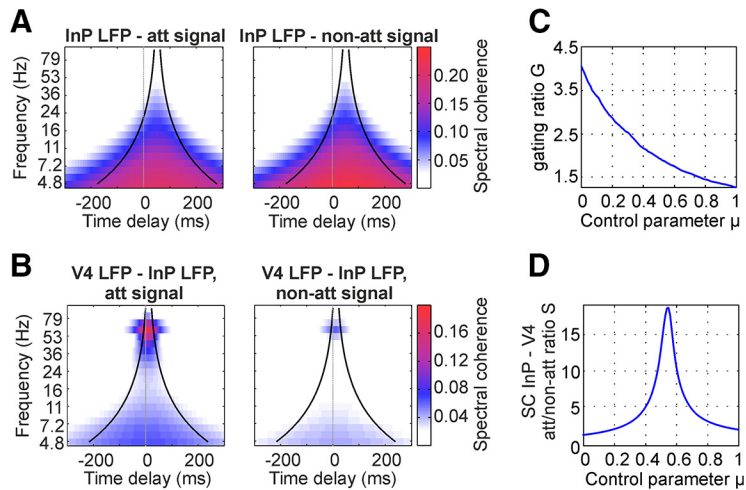 A
InP LFP - att signal
InP LFP - non-att signal
Frequency (Hz)
79
53
36
24
16
11
7.2
4.8
-200
0
200
Time delay (ms)
-200
0
200
Time delay (ms)
0.20
0.15
0.10
0.05
Spectral coherence
B
V4 LFP - InP LFP,
att signal
V4 LFP - InP LFP,
non-att signal
Frequency (Hz)
79
53
36
24
16
11
7.2
4.8
-200
0
200
Time delay (ms)
-200
0
200
Time delay (ms)
0.16
0.12
0.08
0.04
Spectral coherence
C
gating ratio G
4.5
3.5
2.5
1.5
0
0.2
0.4
0.6
0.8
1
Control parameter µ
D
SC InP - V4
att/non-att ratio S
15
10
5
0
0
0.2
0.4
0.6
0.8
1
Control parameter µ